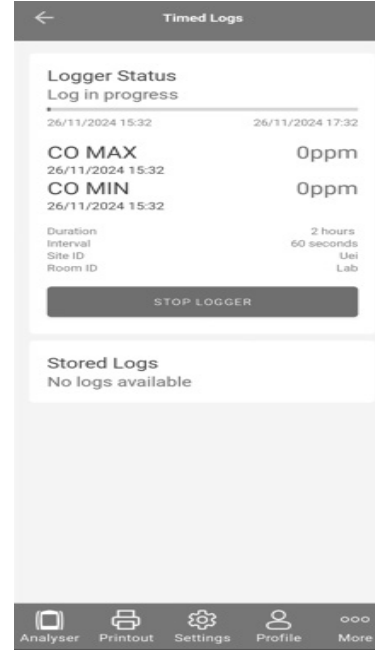 Timed Logs
Logger Status
Log in progress
26/11/2024 15:32 26/11/2024 17:32
CO MAX 0ppm
26/11/2024 15:32
CO MIN 0ppm
26/11/2024 15:32
Duration 2 hours
Interval 60 seconds
Site ID Uei
Room ID Lab
STOP LOGGER
Stored Logs
No logs available
Analyser Printout Settings Profile More